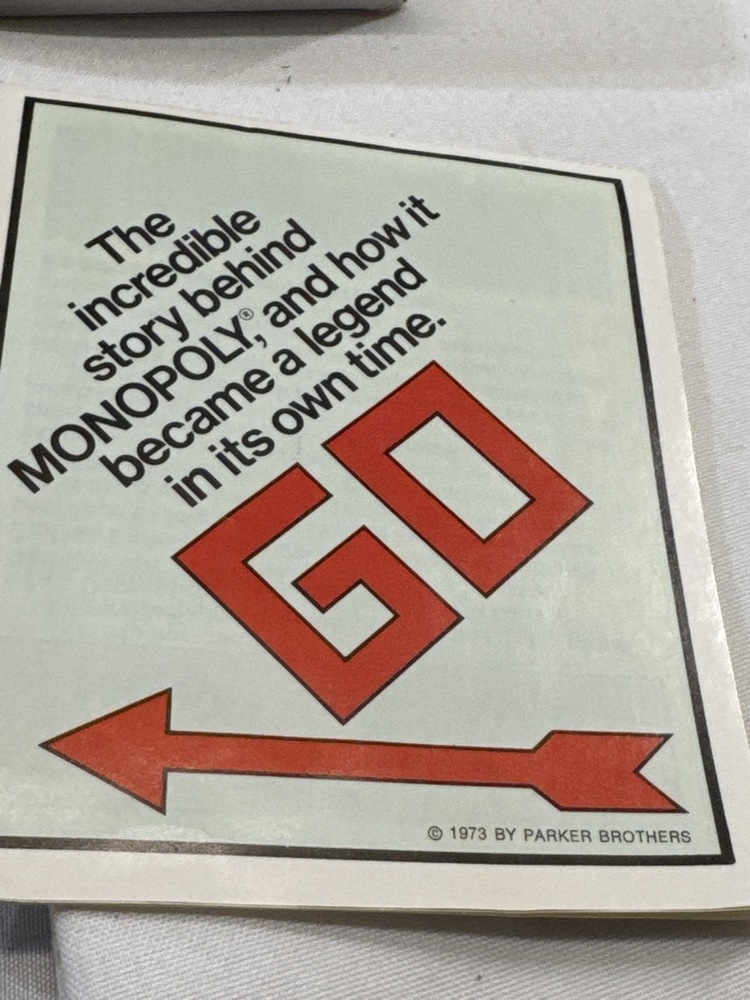 The
incredible
story behind
MONOPOLY®, and how it
became a legend
in its own time.
GO
© 1973 BY PARKER BROTHERS